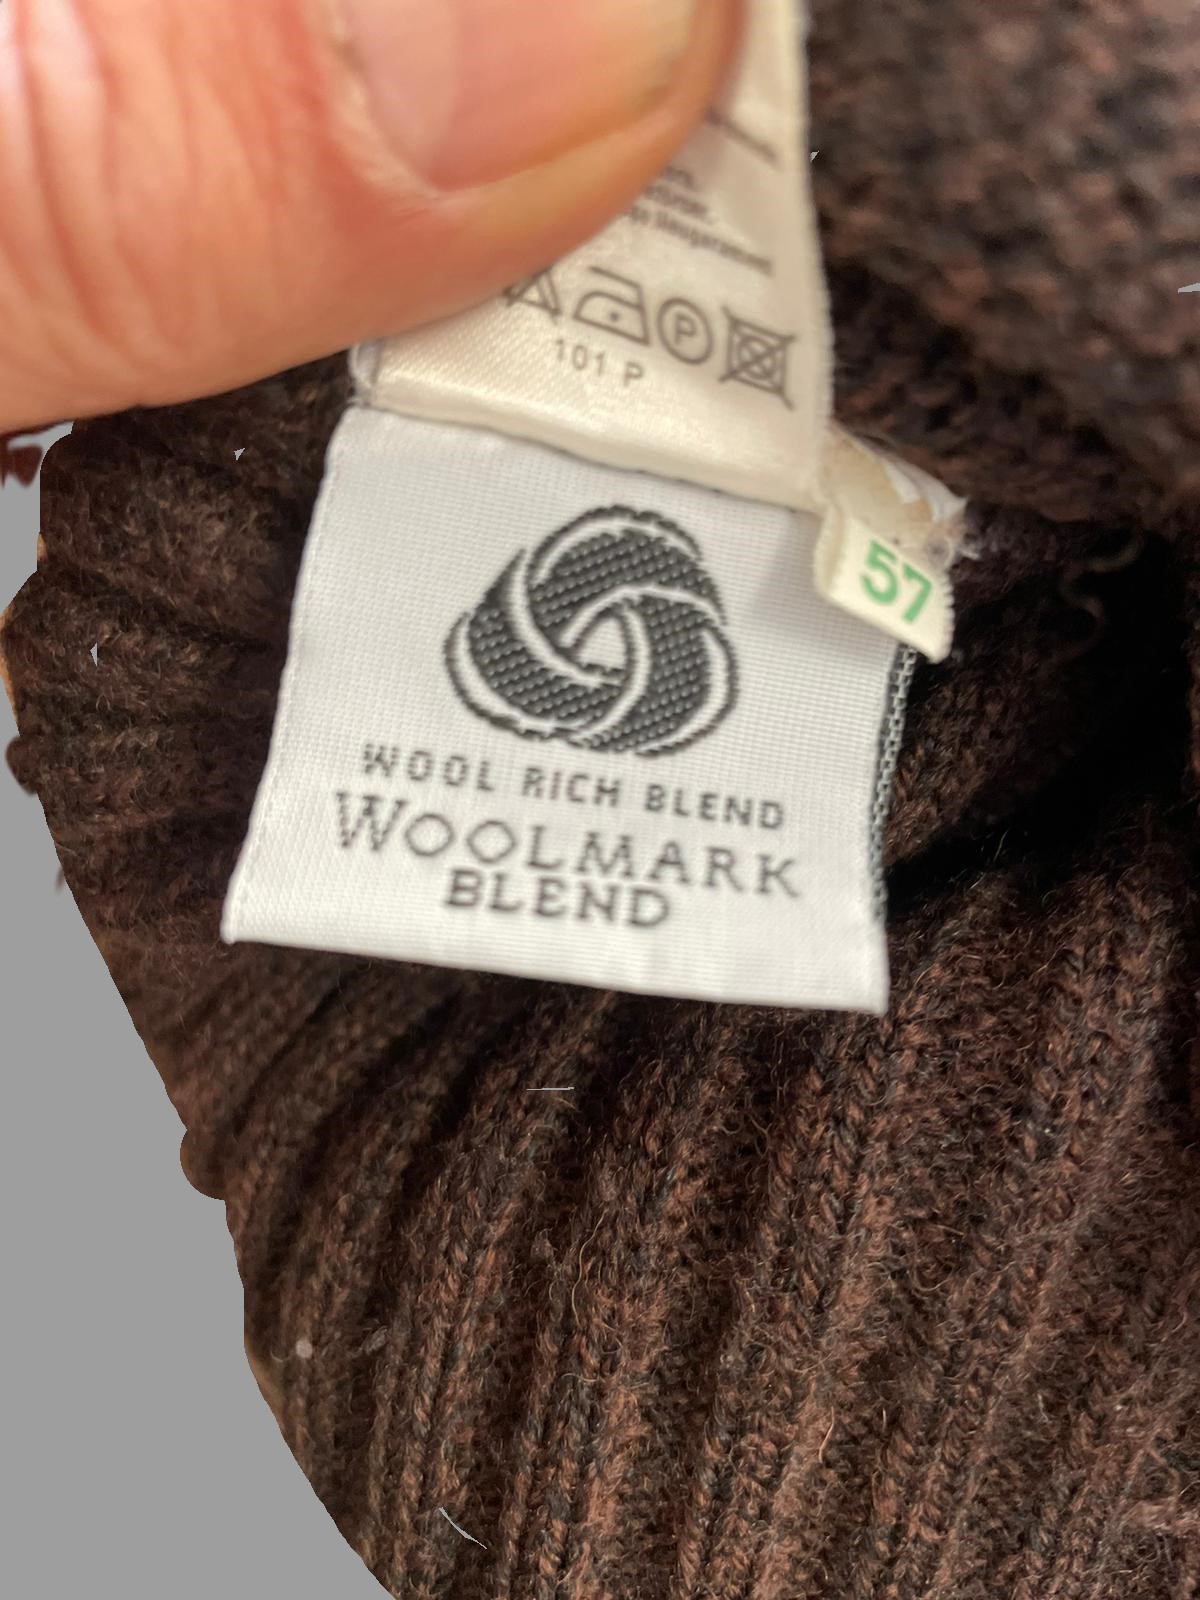 P
101 P
57
WOOL RICH BLEND
WOOLMARK
BLEND